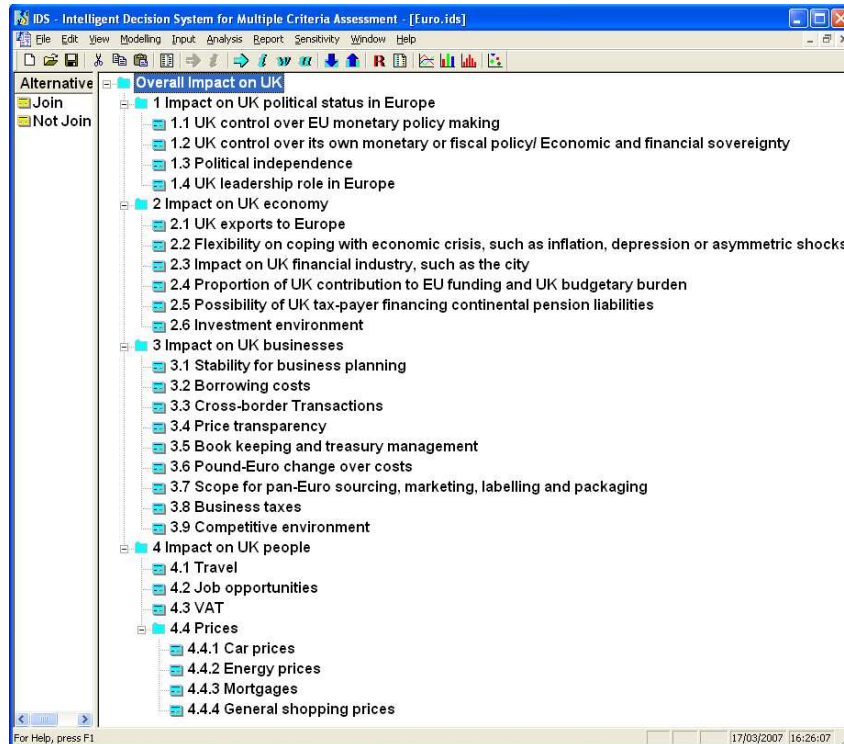 IDS - Intelligent Decision System for Multiple Criteria Assessment - [Euro.ids]
File Edit View Modelling Input Analysis Report Sensitivity Window Help
Alternative
Join
Not Join
Overall Impact on UK
1 Impact on UK political status in Europe
1.1 UK control over EU monetary policy making
1.2 UK control over its own monetary or fiscal policy/ Economic and financial sovereignty
1.3 Political independence
1.4 UK leadership role in Europe
2 Impact on UK economy
2.1 UK exports to Europe
2.2 Flexibility on coping with economic crisis, such as inflation, depression or asymmetric shocks
2.3 Impact on UK financial industry, such as the city
2.4 Proportion of UK contribution to EU funding and UK budgetary burden
2.5 Possibility of UK tax-payer financing continental pension liabilities
2.6 Investment environment
3 Impact on UK businesses
3.1 Stability for business planning
3.2 Borrowing costs
3.3 Cross-border Transactions
3.4 Price transparency
3.5 Book keeping and treasury management
3.6 Pound-Euro change over costs
3.7 Scope for pan-Euro sourcing, marketing, labelling and packaging
3.8 Business taxes
3.9 Competitive environment
4 Impact on UK people
4.1 Travel
4.2 Job opportunities
4.3 VAT
4.4 Prices
4.4.1 Car prices
4.4.2 Energy prices
4.4.3 Mortgages
4.4.4 General shopping prices
For Help, press F1
17/03/2007 16:26:07